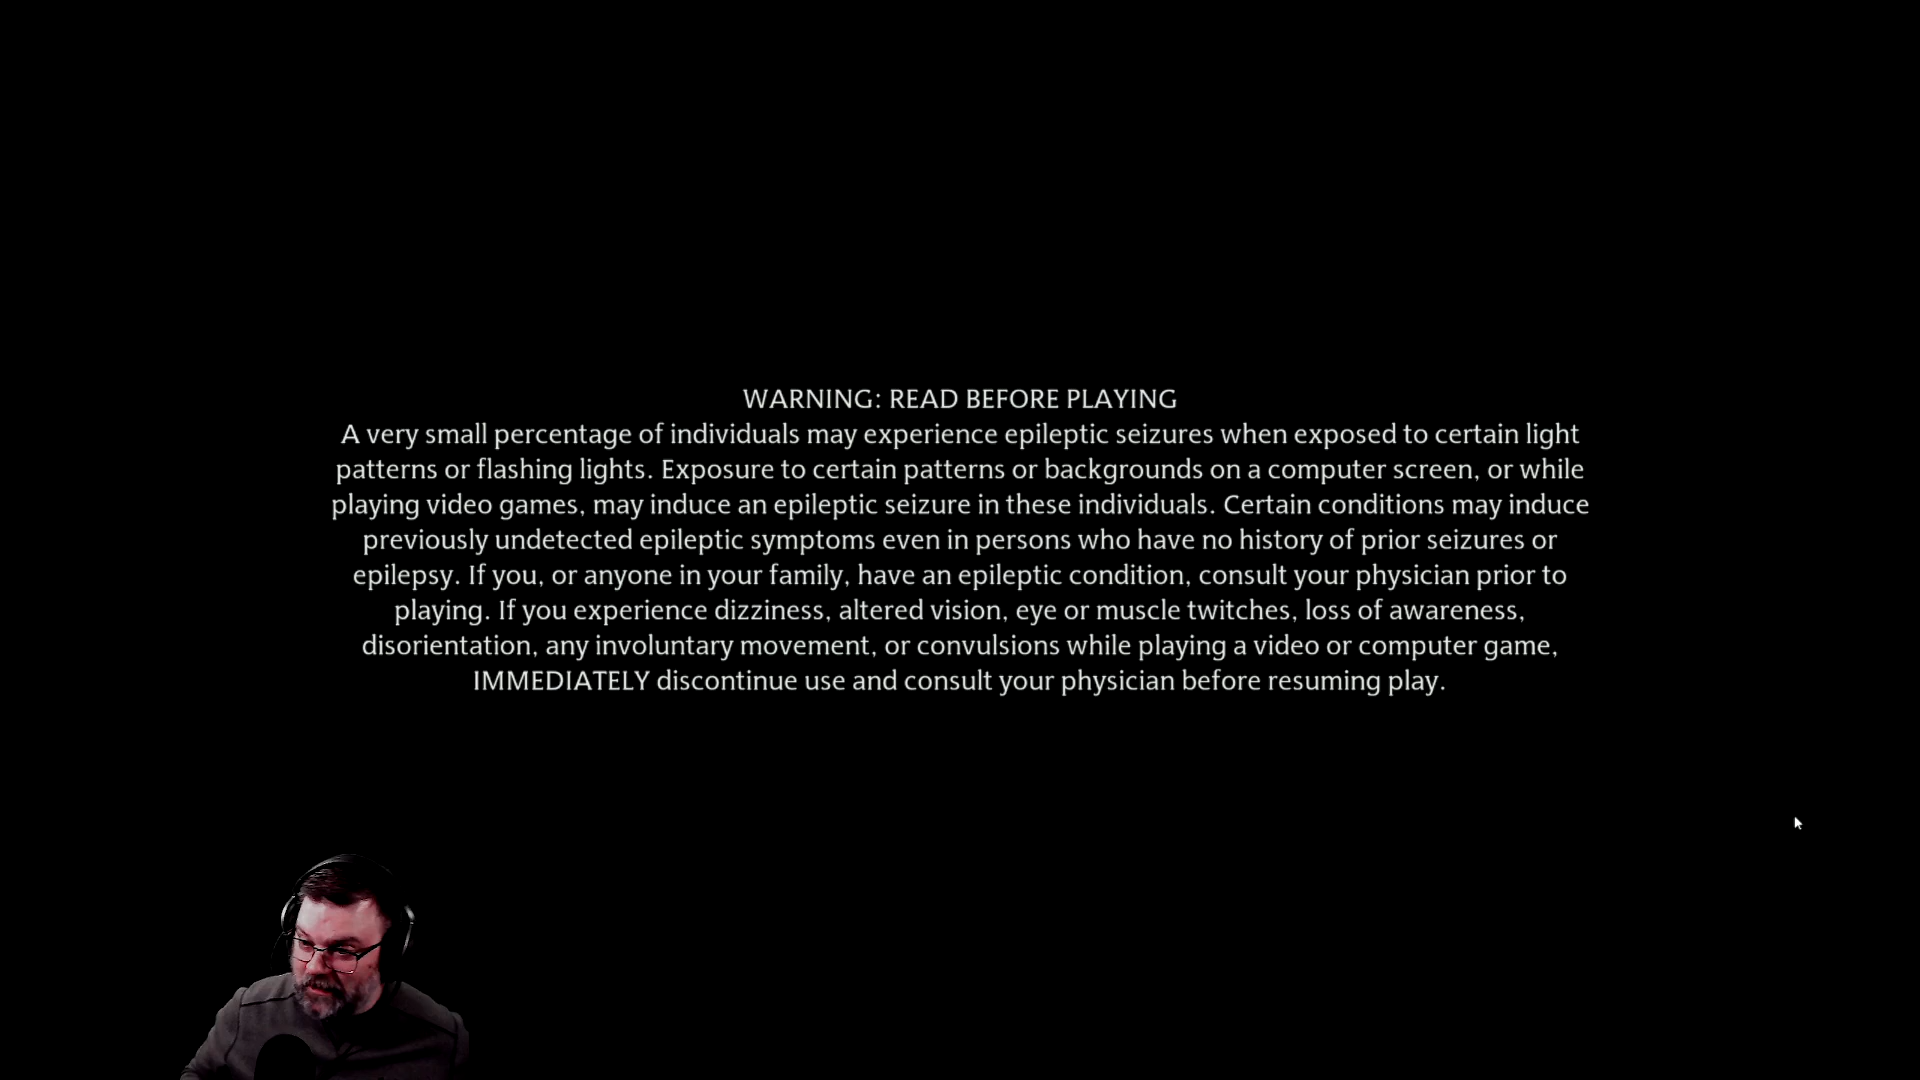 WARNING: READ BEFORE PLAYING
A very small percentage of individuals may experience epileptic seizures when exposed to certain light
patterns or flashing lights. Exposure to certain patterns or backgrounds on a computer screen, or while
playing video games, may induce an epileptic seizure in these individuals. Certain conditions may induce
previously undetected epileptic symptoms even in persons who have no history of prior seizures or
epilepsy. If you, or anyone in your family, have an epileptic condition, consult your physician prior to
playing. If you experience dizziness, altered vision, eye or muscle twitches, loss of awareness,
disorientation, any involuntary movement, or convulsions while playing a video or computer game,
IMMEDIATELY discontinue use and consult your physician before resuming play.